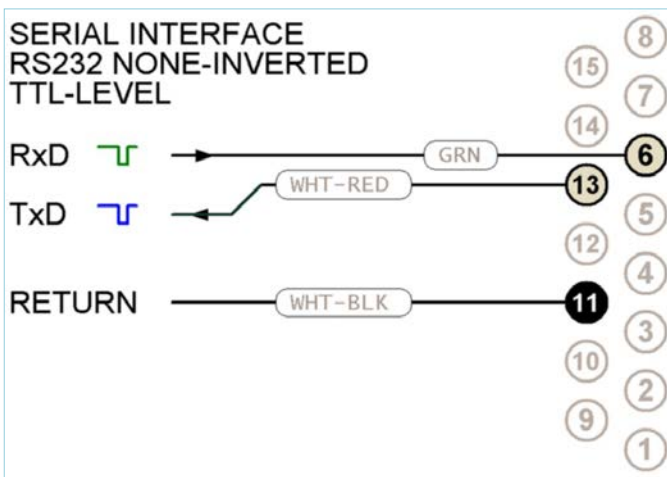 SERIAL INTERFACE
RS232 NONE-INVERTED
TTL-LEVEL
RxD
GRN
WHT-RED
TxD
RETURN
WHT-BLK
8
15
7
14
6
13
5
12
4
11
3
10
2
9
1